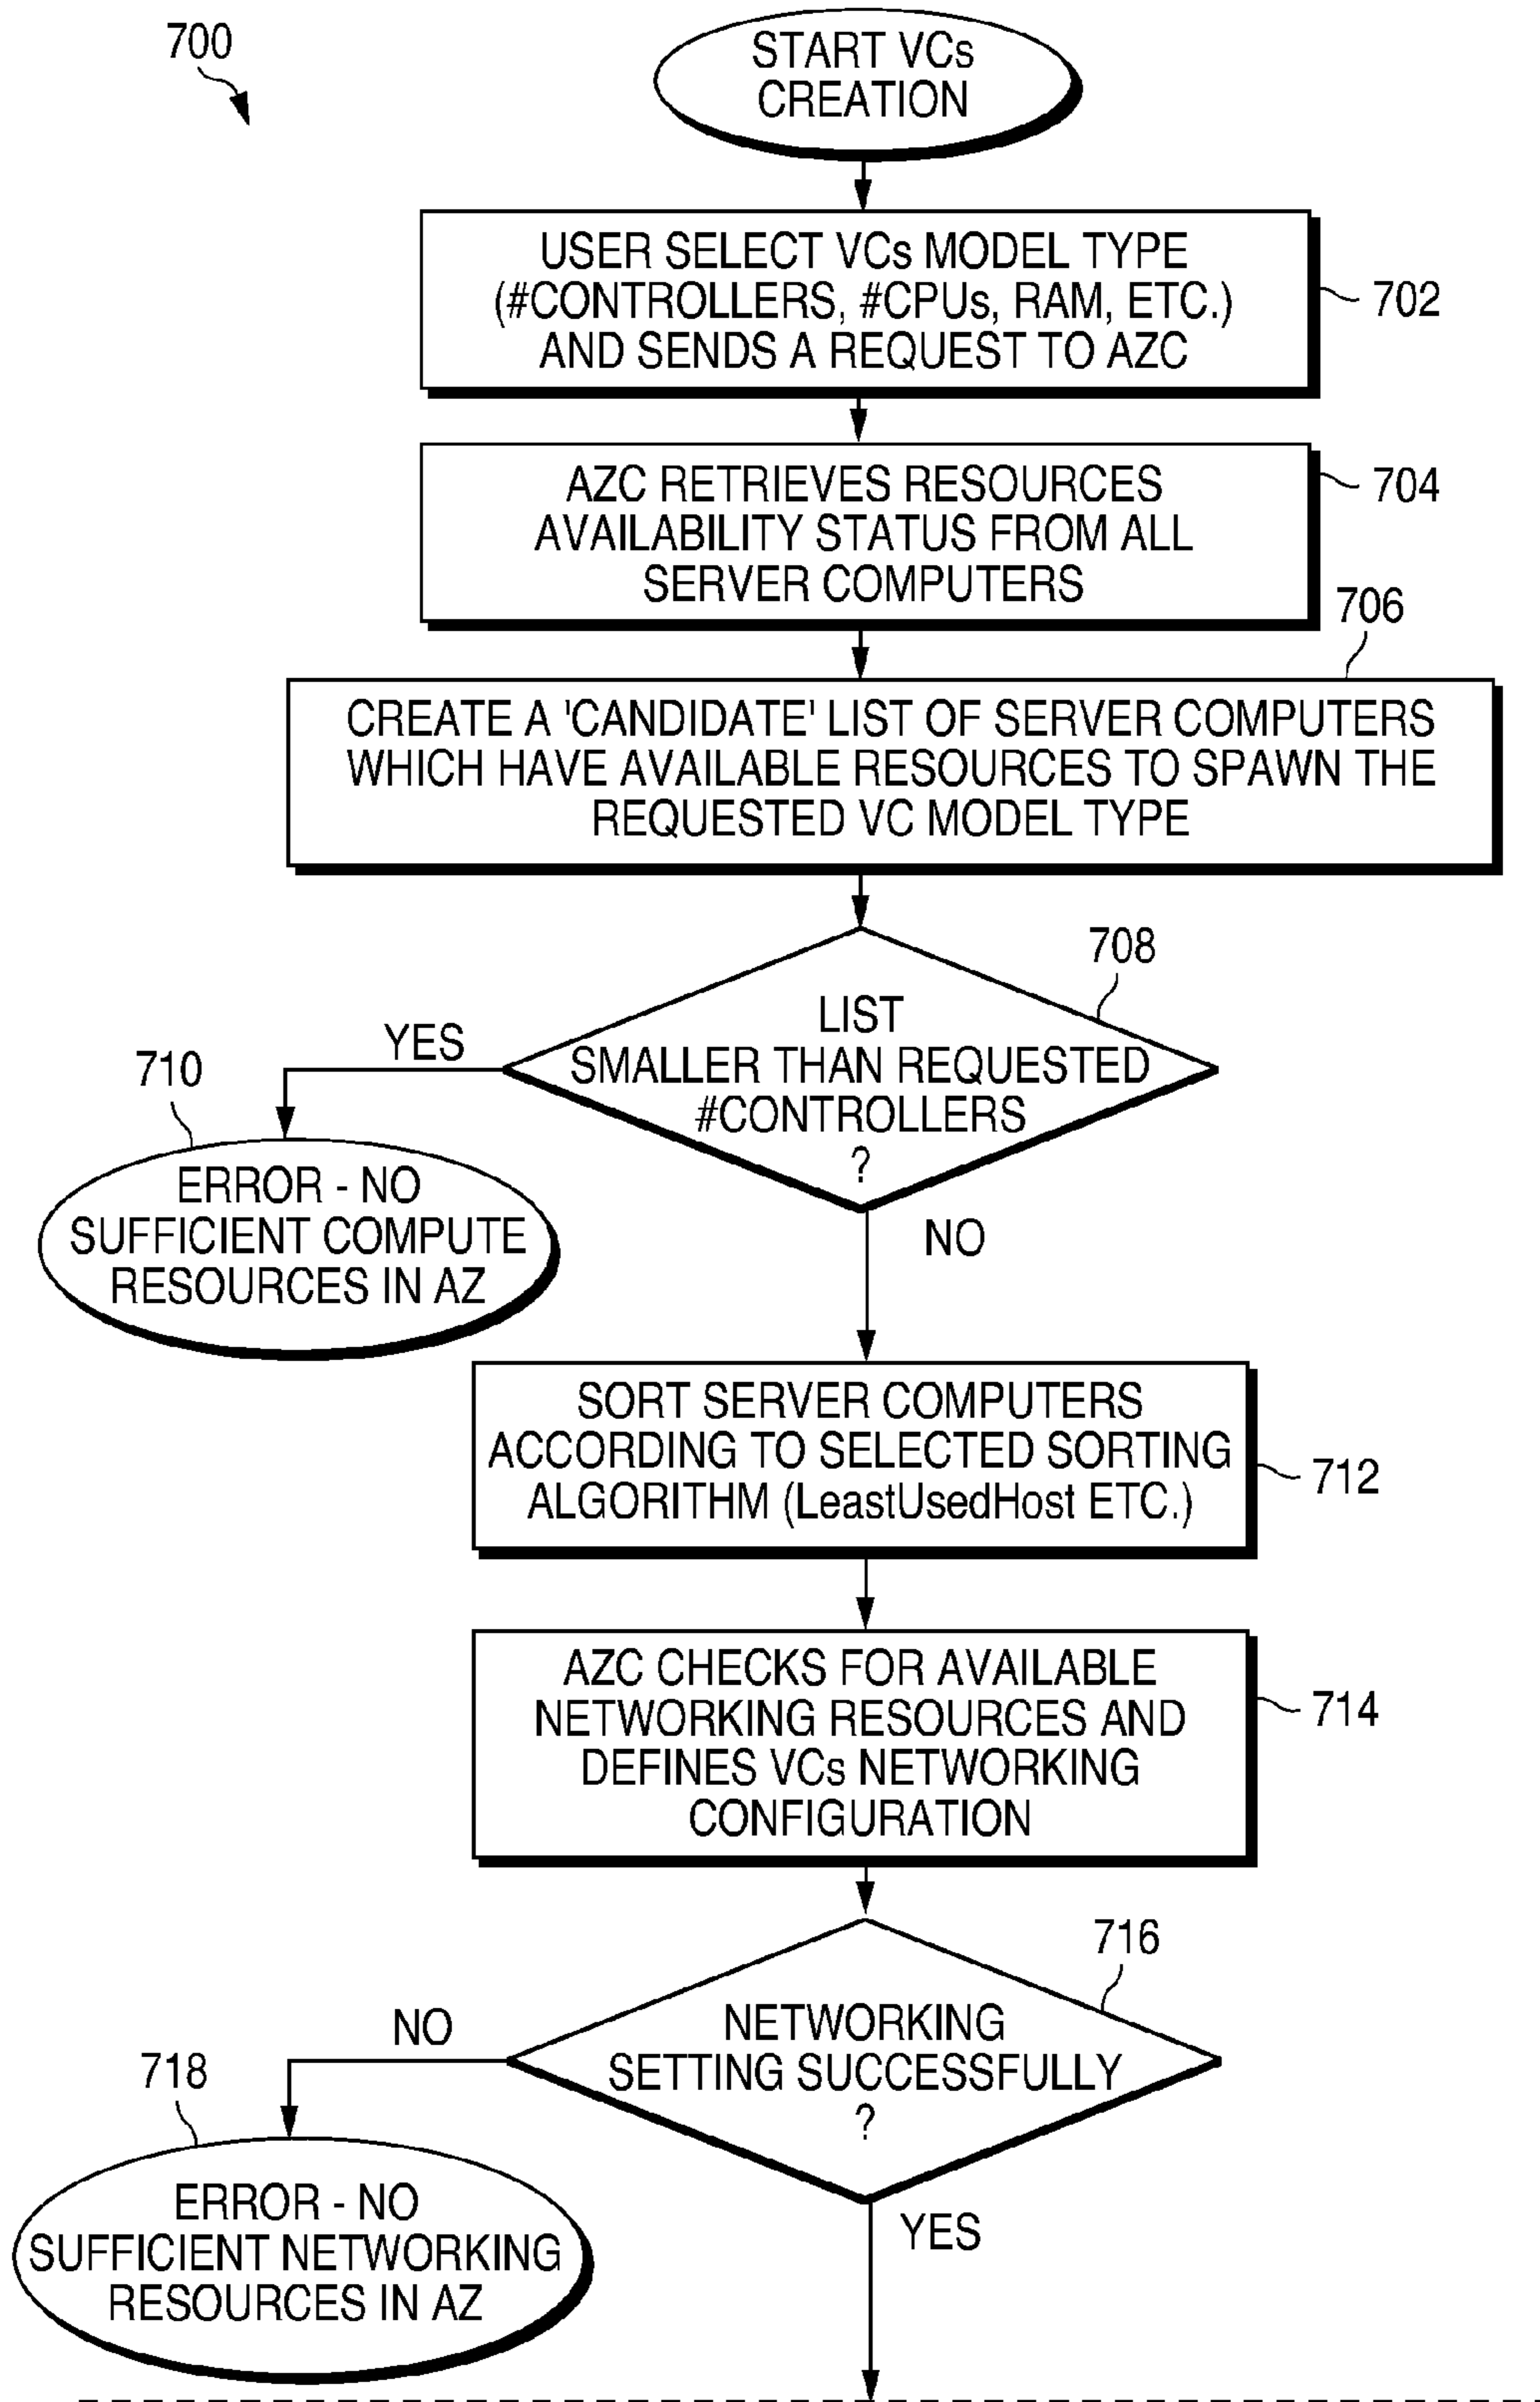 700
START VCs
CREATION
USER SELECT VCs MODEL TYPE
(#CONTROLLERS, #CPUs, RAM, ETC.)
AND SENDS A REQUEST TO AZC
702
AZC RETRIEVES RESOURCES
AVAILABILITY STATUS FROM ALL
SERVER COMPUTERS
704
706
CREATE A 'CANDIDATE' LIST OF SERVER COMPUTERS
WHICH HAVE AVAILABLE RESOURCES TO SPAWN THE
REQUESTED VC MODEL TYPE
708
LIST
SMALLER THAN REQUESTED
#CONTROLLERS
?
YES
710
ERROR - NO
SUFFICIENT COMPUTE
RESOURCES IN AZ
NO
SORT SERVER COMPUTERS
ACCORDING TO SELECTED SORTING
ALGORITHM (LeastUsedHost ETC.)
712
AZC CHECKS FOR AVAILABLE
NETWORKING RESOURCES AND
DEFINES VCs NETWORKING
CONFIGURATION
714
716
NETWORKING
SETTING SUCCESSFULLY
?
NO
718
ERROR - NO
SUFFICIENT NETWORKING
RESOURCES IN AZ
YES